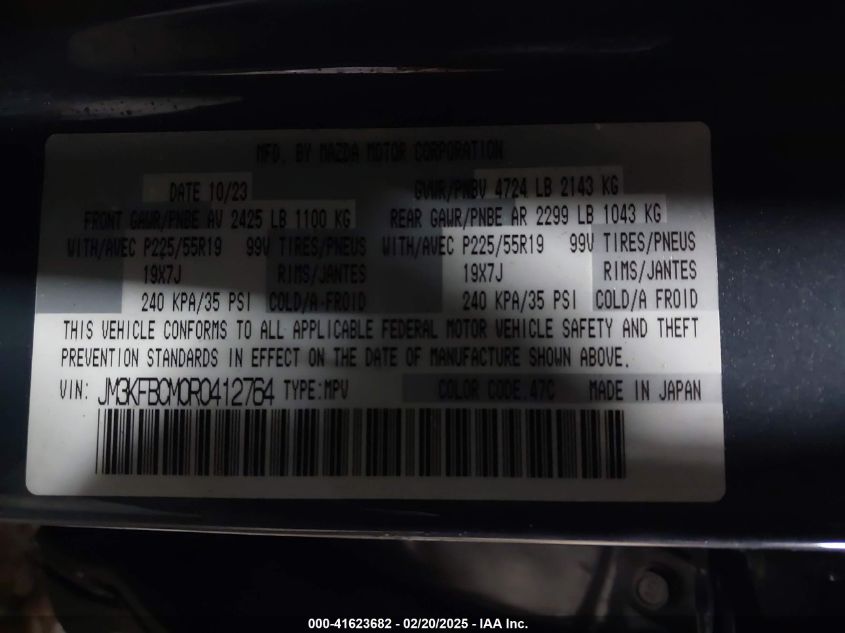 MFD. BY MAZDA MOTOR CORPORATION
DATE 10/23 GVWR/PNBV 4724 LB 2143 KG
FRONT GAWR/PNBE AV 2425 LB 1100 KG REAR GAWR/PNBE AR 2299 LB 1043 KG
WITH/AVEC P225/55R19 99V TIRES/PNEUS WITH/AVEC P225/55R19 99V TIRES/PNEUS
19X7J RIMS/JANTES 19X7J RIMS/JANTES
240 KPA/35 PSI COLD/A-FROID 240 KPA/35 PSI COLD/A FROID
THIS VEHICLE CONFORMS TO ALL APPLICABLE FEDERAL MOTOR VEHICLE SAFETY AND THEFT
PREVENTION STANDARDS IN EFFECT ON THE DATE OF MANUFACTURE SHOWN ABOVE.
VIN: JM3KFBCM0R0412764 TYPE:MPV COLOR CODE.47C MADE IN JAPAN
000-41623682 - 02/20/2025 - IAA Inc.